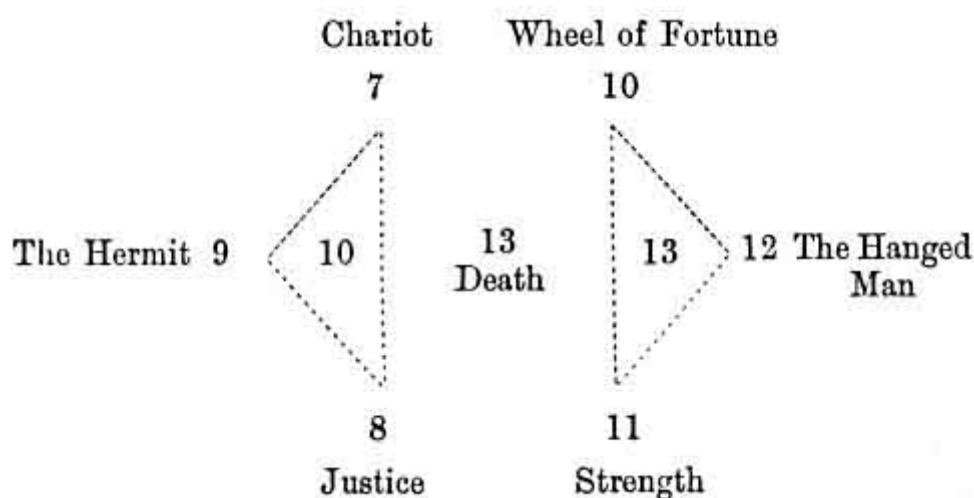 Chariot Wheel of Fortune
7 10
The Hermit 9 10 13 13 12 The Hanged
Death Man
8 11
Justice Strength